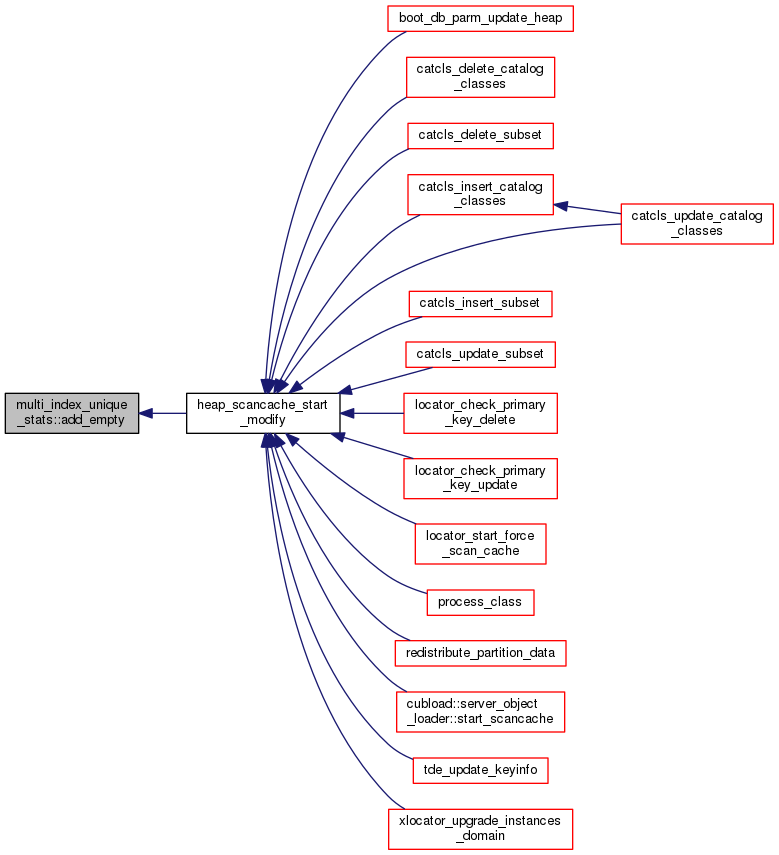 boot_db_parm_update_heap
catcls_delete_catalog
_classes
catcls_delete_subset
catcls_insert_catalog
_classes
catcls_update_catalog
_classes
catcls_insert_subset
catcls_update_subset
multi_index_unique
_stats::add_empty
heap_scancache_start
_modify
locator_check_primary
_key_delete
locator_check_primary
_key_update
locator_start_force
_scan_cache
process_class
redistribute_partition_data
cubload::server_object
_loader::start_scancache
tde_update_keyinfo
xlocator_upgrade_instances
_domain